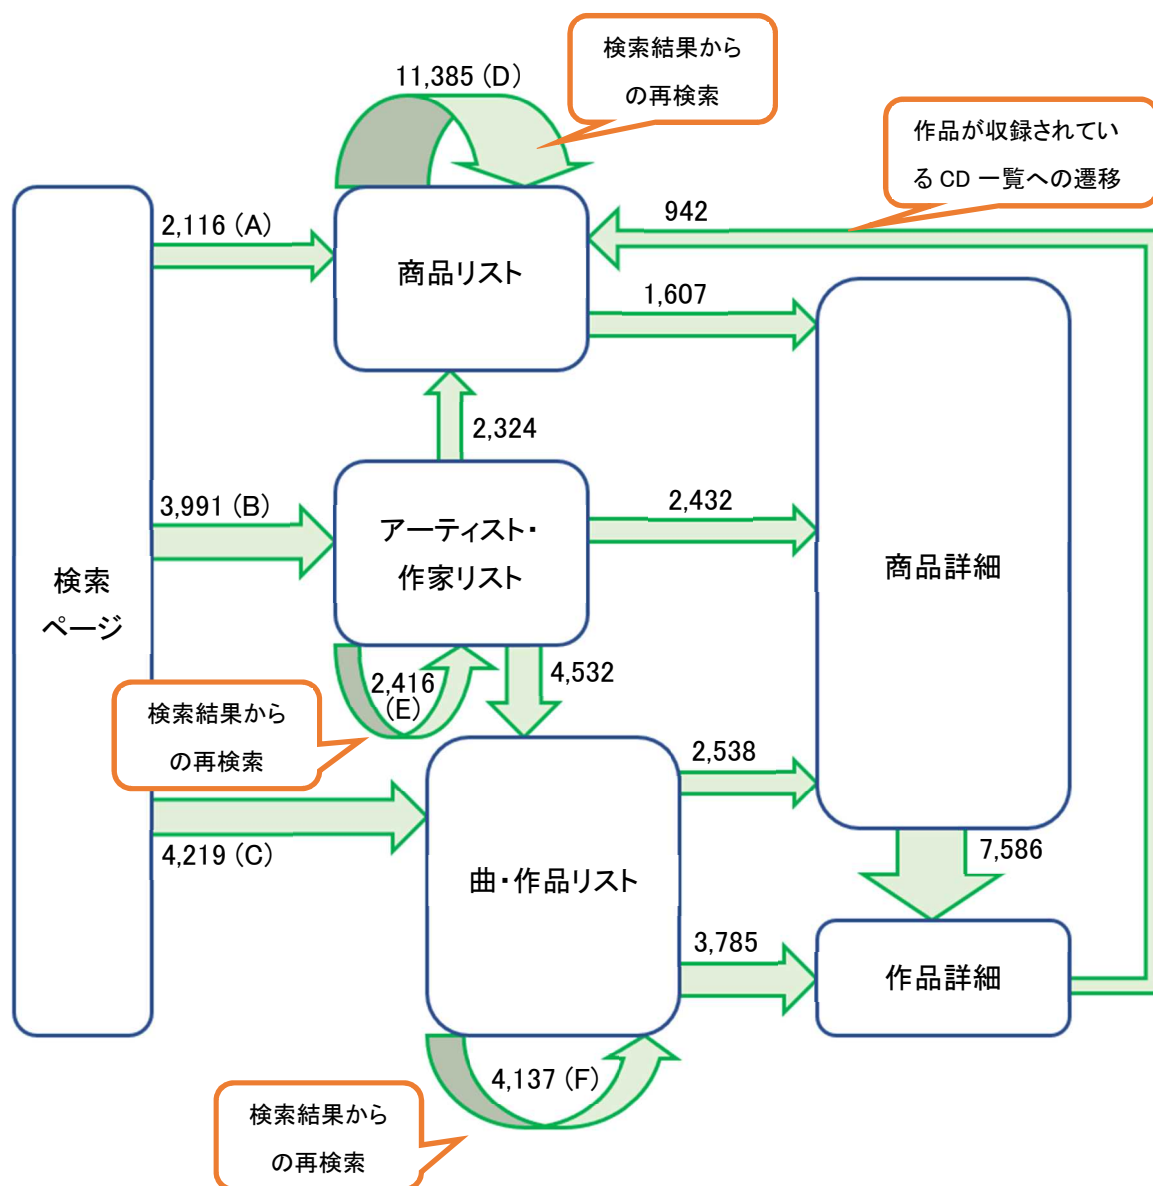 検索結果から
の再検索
11,385 (D)
作品が収録されてい
る CD 一覧への遷移
2,116 (A)
942
商品リスト
1,607
2,324
3,991 (B)
アーティスト・
作家リスト
2,432
商品詳細
検索
ページ
2,416
(E)
4,532
検索結果から
の再検索
2,538
4,219 (C)
曲・作品リスト
7,586
3,785
作品詳細
4,137 (F)
検索結果から
の再検索